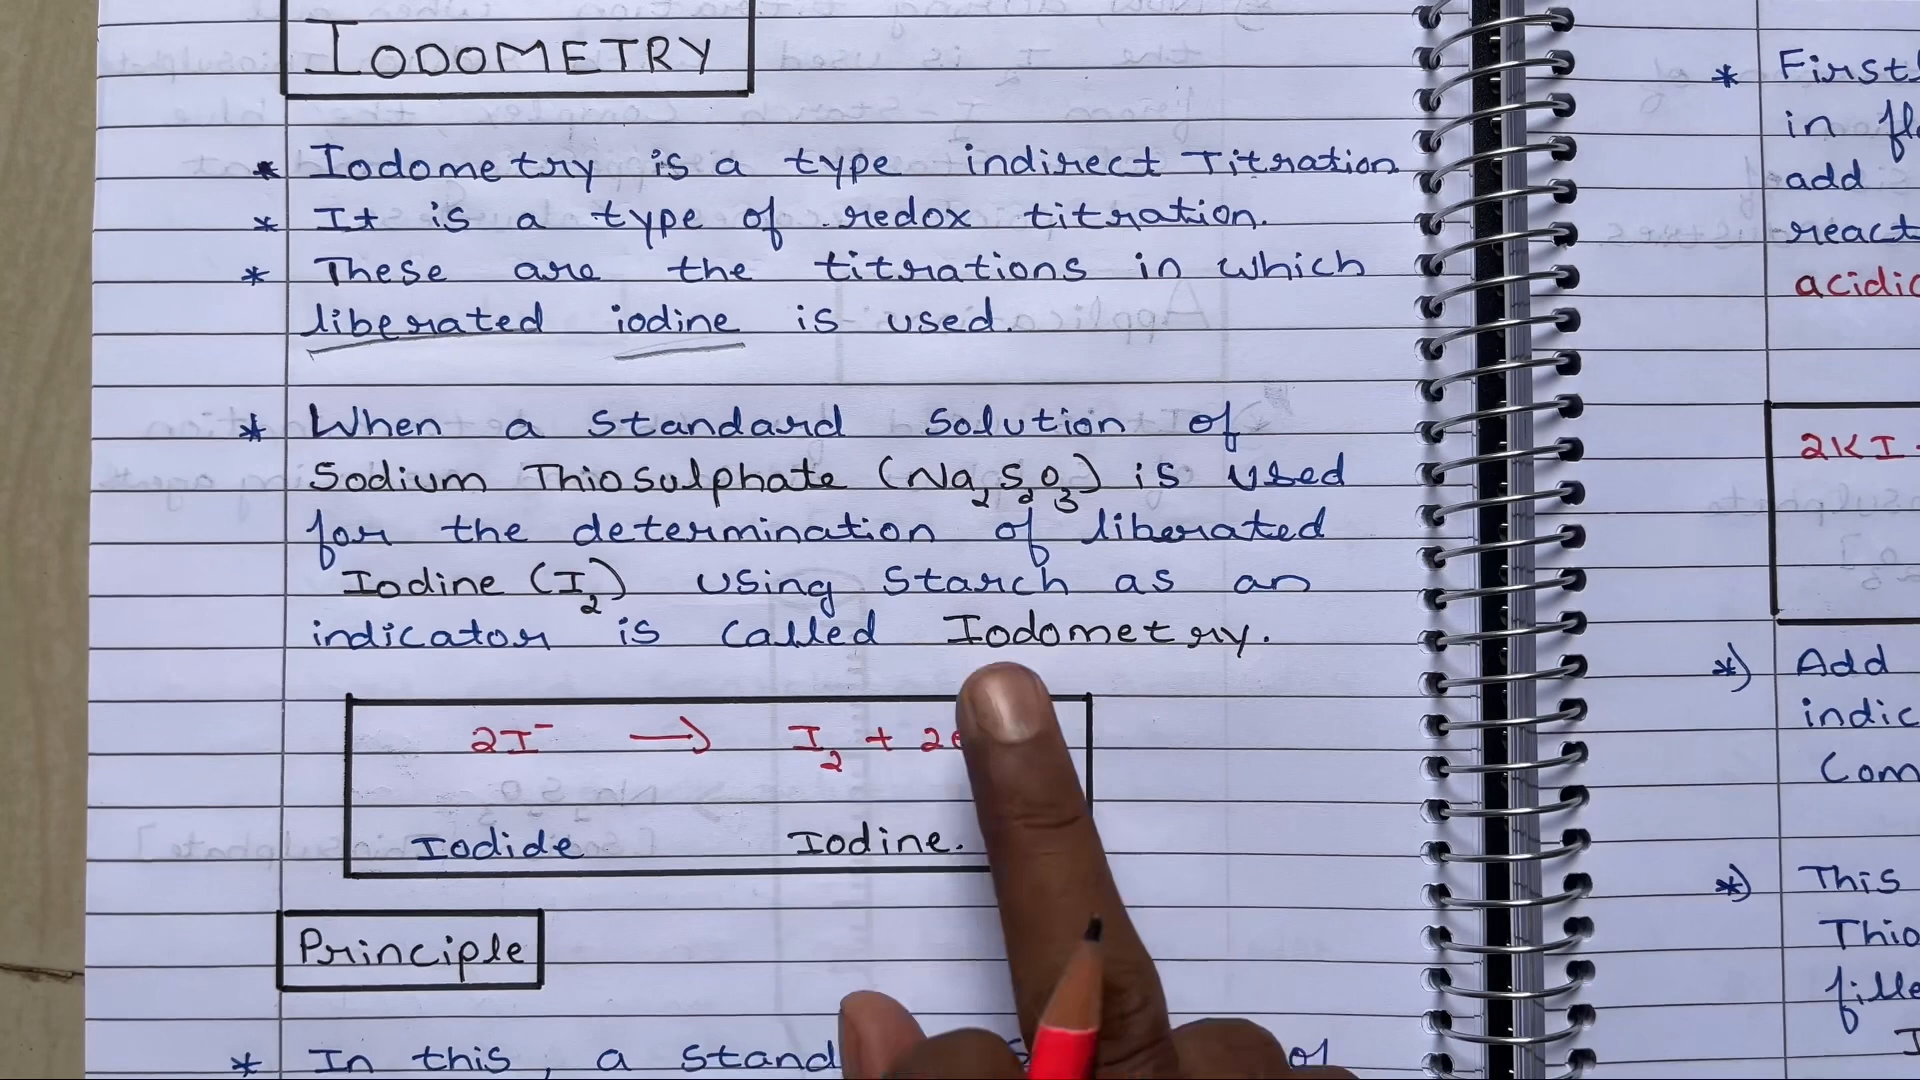 IODOMETRY
* Iodometry is a type indirect Titration.
* It is a type of redox titration.
* These are the titrations in which
liberated iodine is used.
* When a standard solution of
Sodium Thiosulphate (Na2S2O3) is used
for the determination of liberated
Iodine (I2) using starch as an
indicator is called Iodometry.
2I⁻ → I2 + 2e
Iodide Iodine.
Principle
* In this, a stand of
* First
in fl
add
react
acidic
2KI
*) Add
indic
Com
*) This
Thio
fille
I